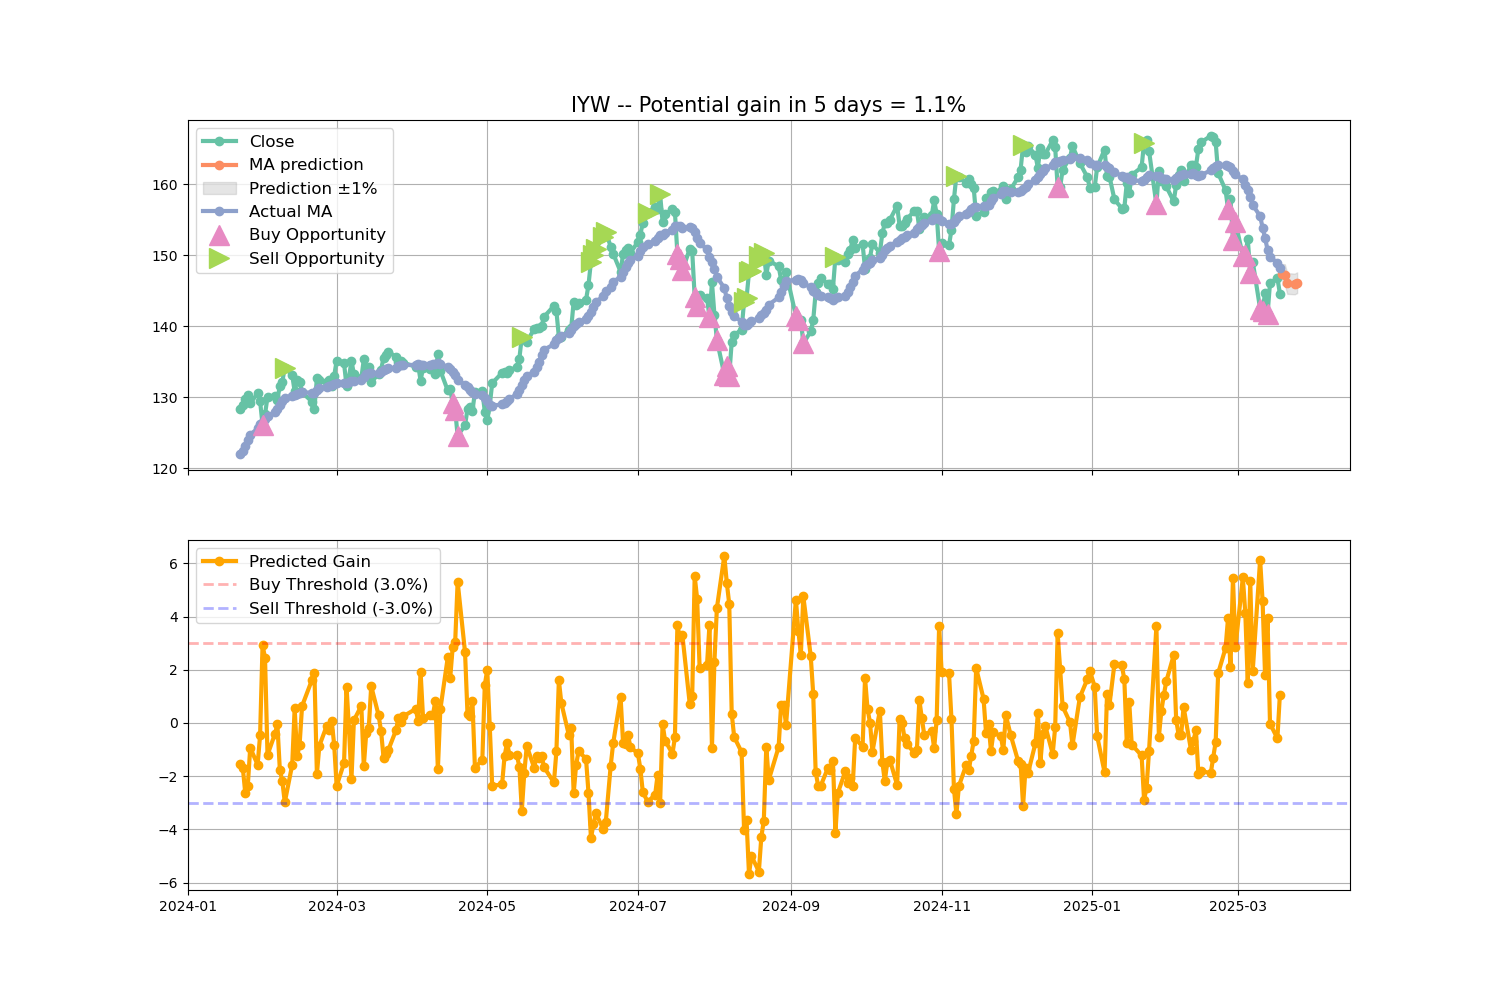 IYW -- Potential gain in 5 days = 1.1%
Close
MA prediction
Prediction ±1%
Actual MA
Buy Opportunity
Sell Opportunity
160
150
140
130
120
Predicted Gain
Buy Threshold (3.0%)
Sell Threshold (-3.0%)
6
4
2
0
−2
−4
−6
2024-01 2024-03 2024-05 2024-07 2024-09 2024-11 2025-01 2025-03